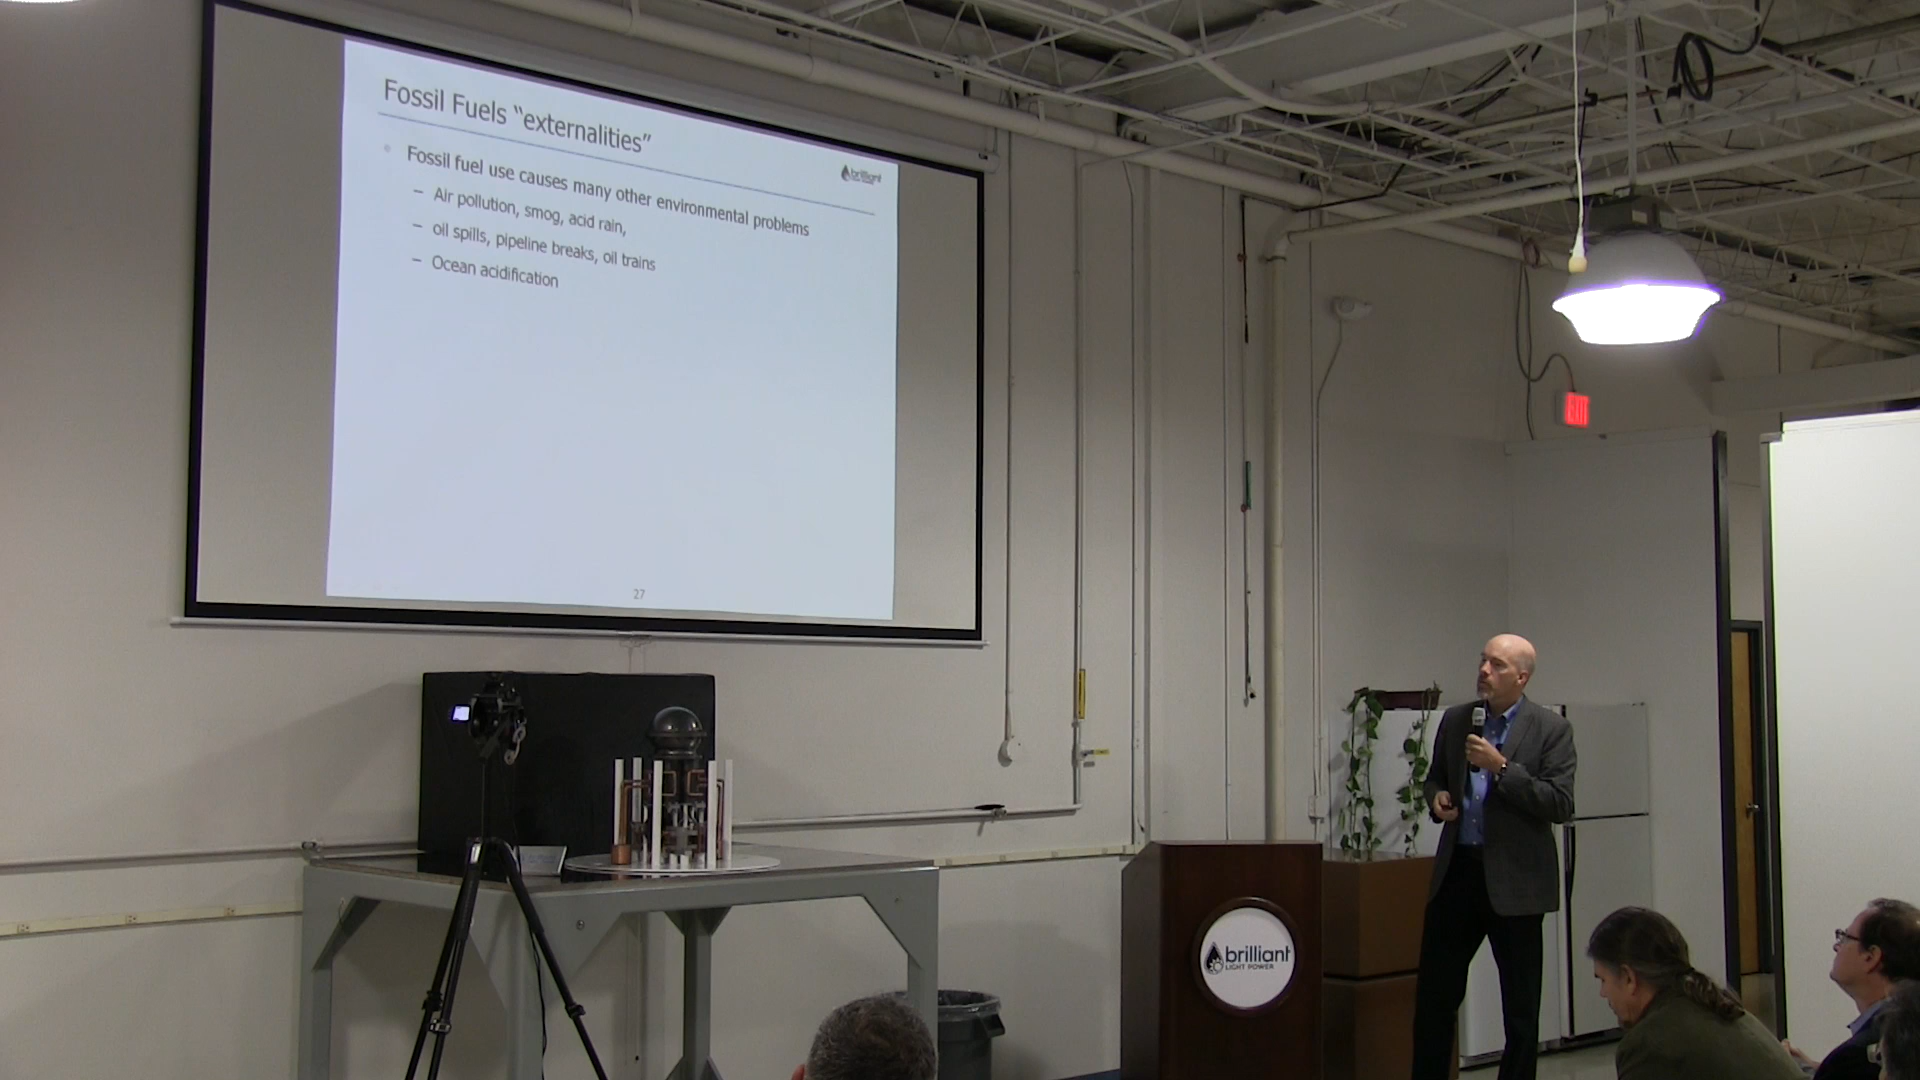 Fossil Fuels “externalities”
brilliant
Fossil fuel use causes many other environmental problems
– Air pollution, smog, acid rain,
– oil spills, pipeline breaks, oil trains
– Ocean acidification
27
EXIT
brilliant
LIGHT POWER